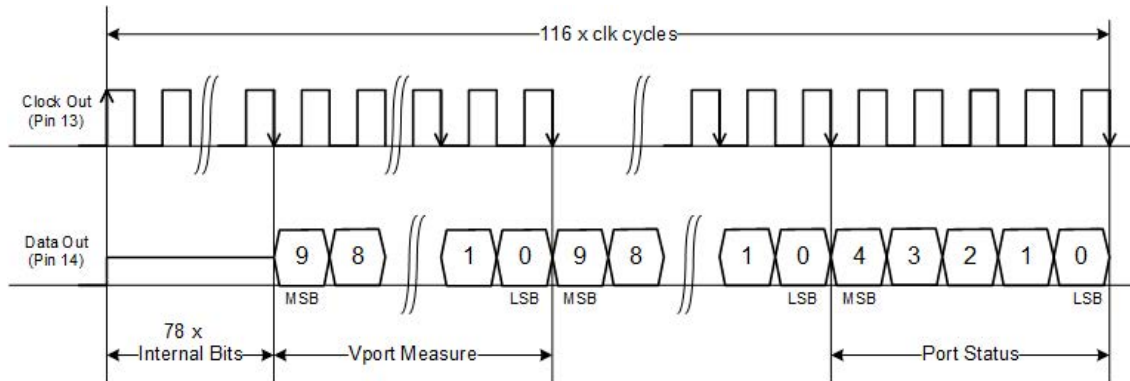 116 x clk cycles
Clock Out
(Pin 13)
Data Out
(Pin 14)
9 8 1 0 9 8 1 0 4 3 2 1 0
MSB LSB MSB LSB MSB LSB
78 x
Internal Bits Vport Measure Port Status